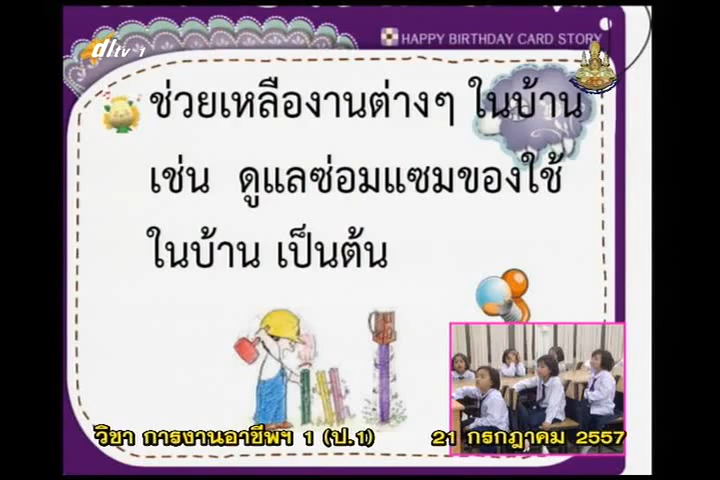 dltv 1
HAPPY BIRTHDAY CARD STORY
ช่วยเหลืองานต่างๆ ในบ้าน
เช่น ดูแลซ่อมแซมของใช้
ในบ้าน เป็นต้น
วิชา การงานอาชีพฯ 1 (ป.1) 21 กรกฎาคม 2557